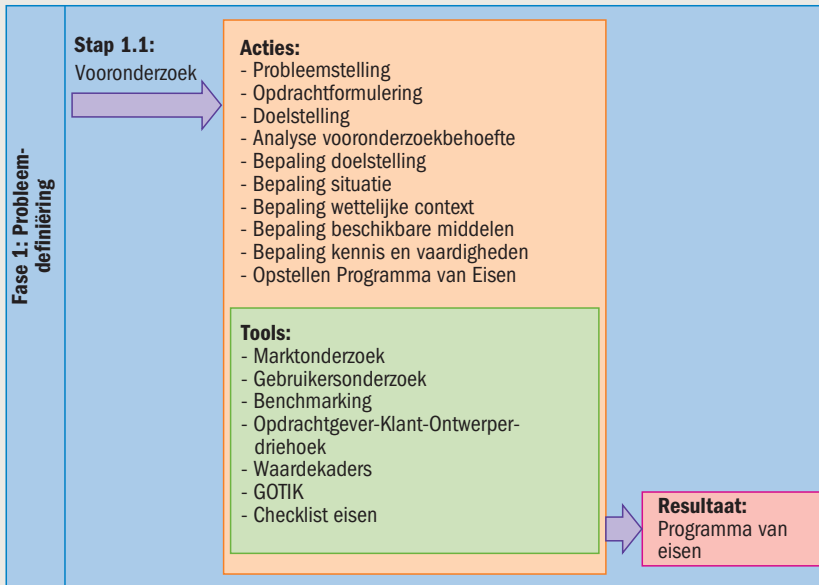 Fase 1: Probleem-
definiëring
Stap 1.1:
Vooronderzoek
Acties:
- Probleemstelling
- Opdrachtformulering
- Doelstelling
- Analyse vooronderzoekbehoefte
- Bepaling doelstelling
- Bepaling situatie
- Bepaling wettelijke context
- Bepaling beschikbare middelen
- Bepaling kennis en vaardigheden
- Opstellen Programma van Eisen
Tools:
- Marktonderzoek
- Gebruikersonderzoek
- Benchmarking
- Opdrachtgever-Klant-Ontwerper-
driehoek
- Waardekaders
- GOTIK
- Checklist eisen
Resultaat:
Programma van
eisen